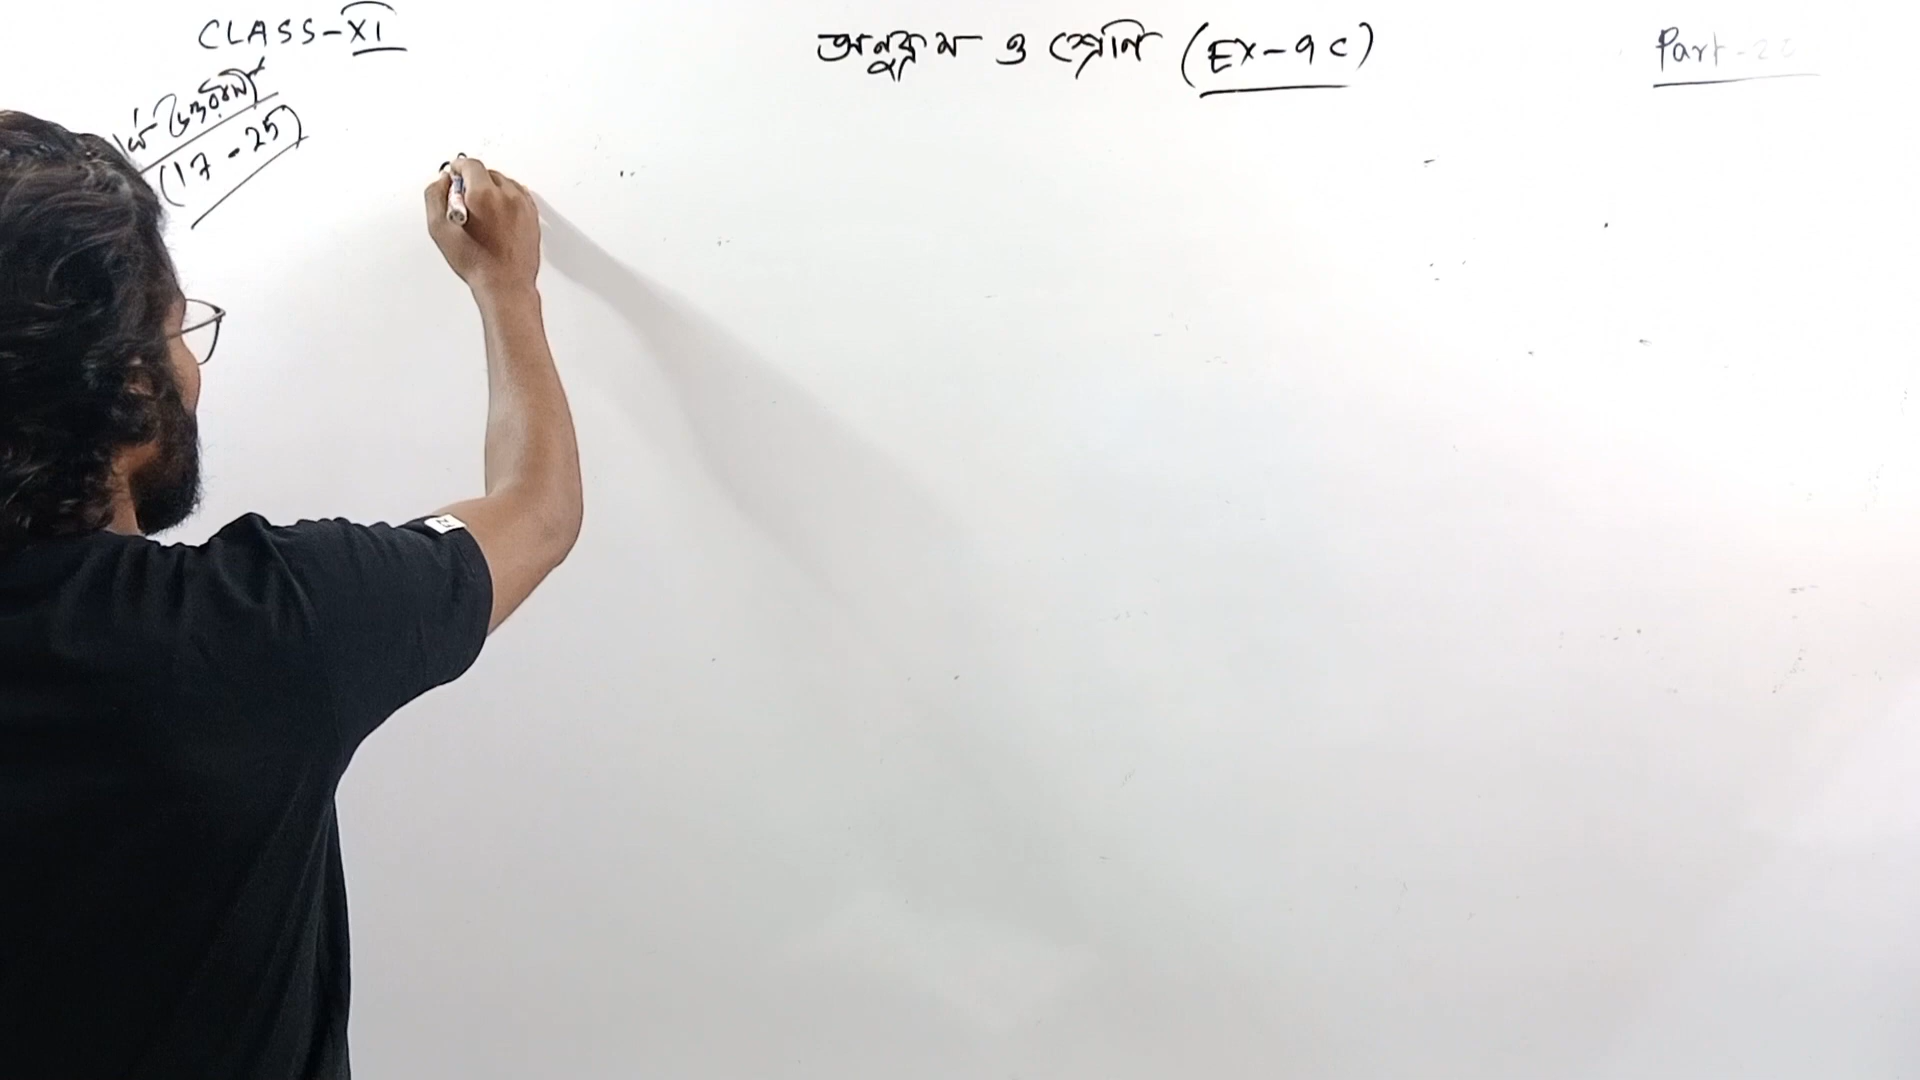 CLASS-XI
অনুক্রম ও শ্রেণি (EX-9C)
Part-
(17-25)